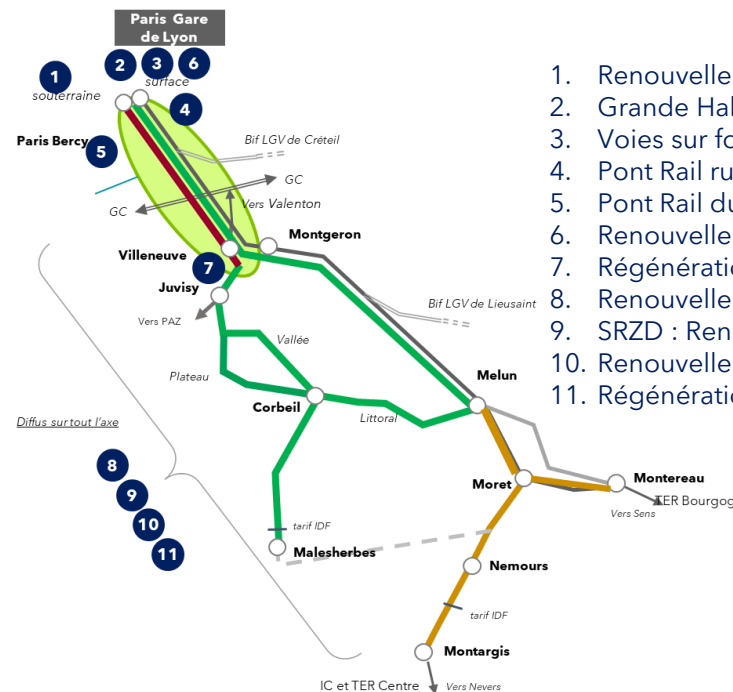 Paris Gare
de Lyon
1
2
3
6
souterraine
surface
4
Paris Bercy
5
Bif LGV de Créteil
GC
GC
Vers Valenton
Villeneuve
Montgeron
7
Juvisy
Vers PAZ
Bif LGV de Lieusaint
Vallée
Plateau
Melun
Corbeil
Littoral
Diffus sur tout l'axe
8
9
10
11
Moret
Montereau
TER Bourgog
Vers Sens
tarif IDF
Malesherbes
Nemours
tarif IDF
Montargis
IC et TER Centre
Vers Nevers
1. Renouvelle
2. Grande Hal
3. Voies sur fo
4. Pont Rail ru
5. Pont Rail du
6. Renouvelle
7. Régénératio
8. Renouvelle
9. SRZD : Ren
10. Renouvelle
11. Régénératio